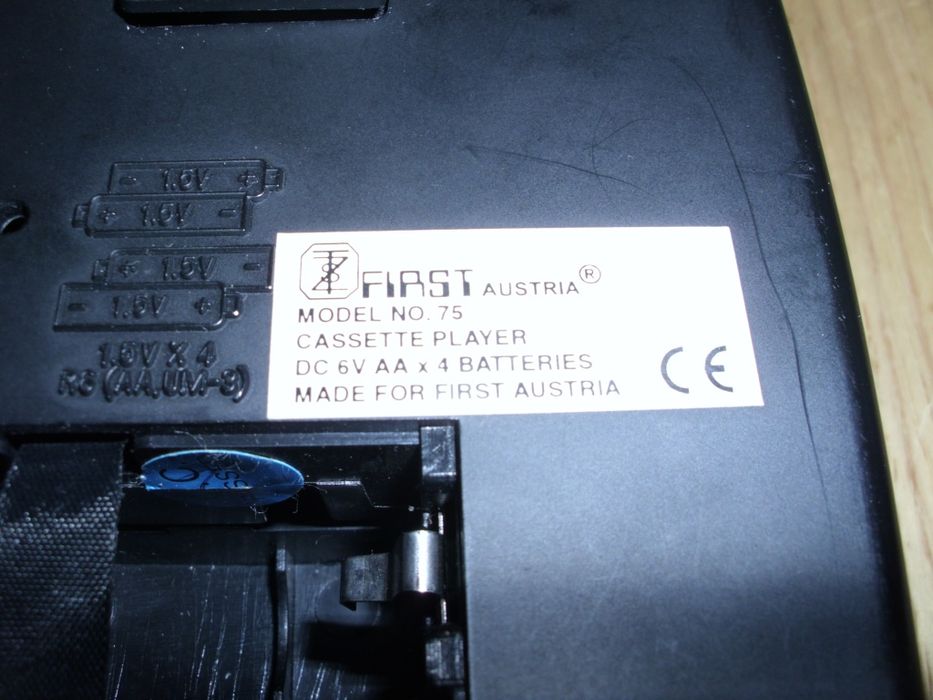 - 1.5V +
+ 1.5V -
+ 1.5V -
- 1.5V +
1.5V X 4
R6 (AA,UM-3)
FIRST AUSTRIA ®
MODEL NO. 75
CASSETTE PLAYER
DC 6V AA x 4 BATTERIES
MADE FOR FIRST AUSTRIA
CE